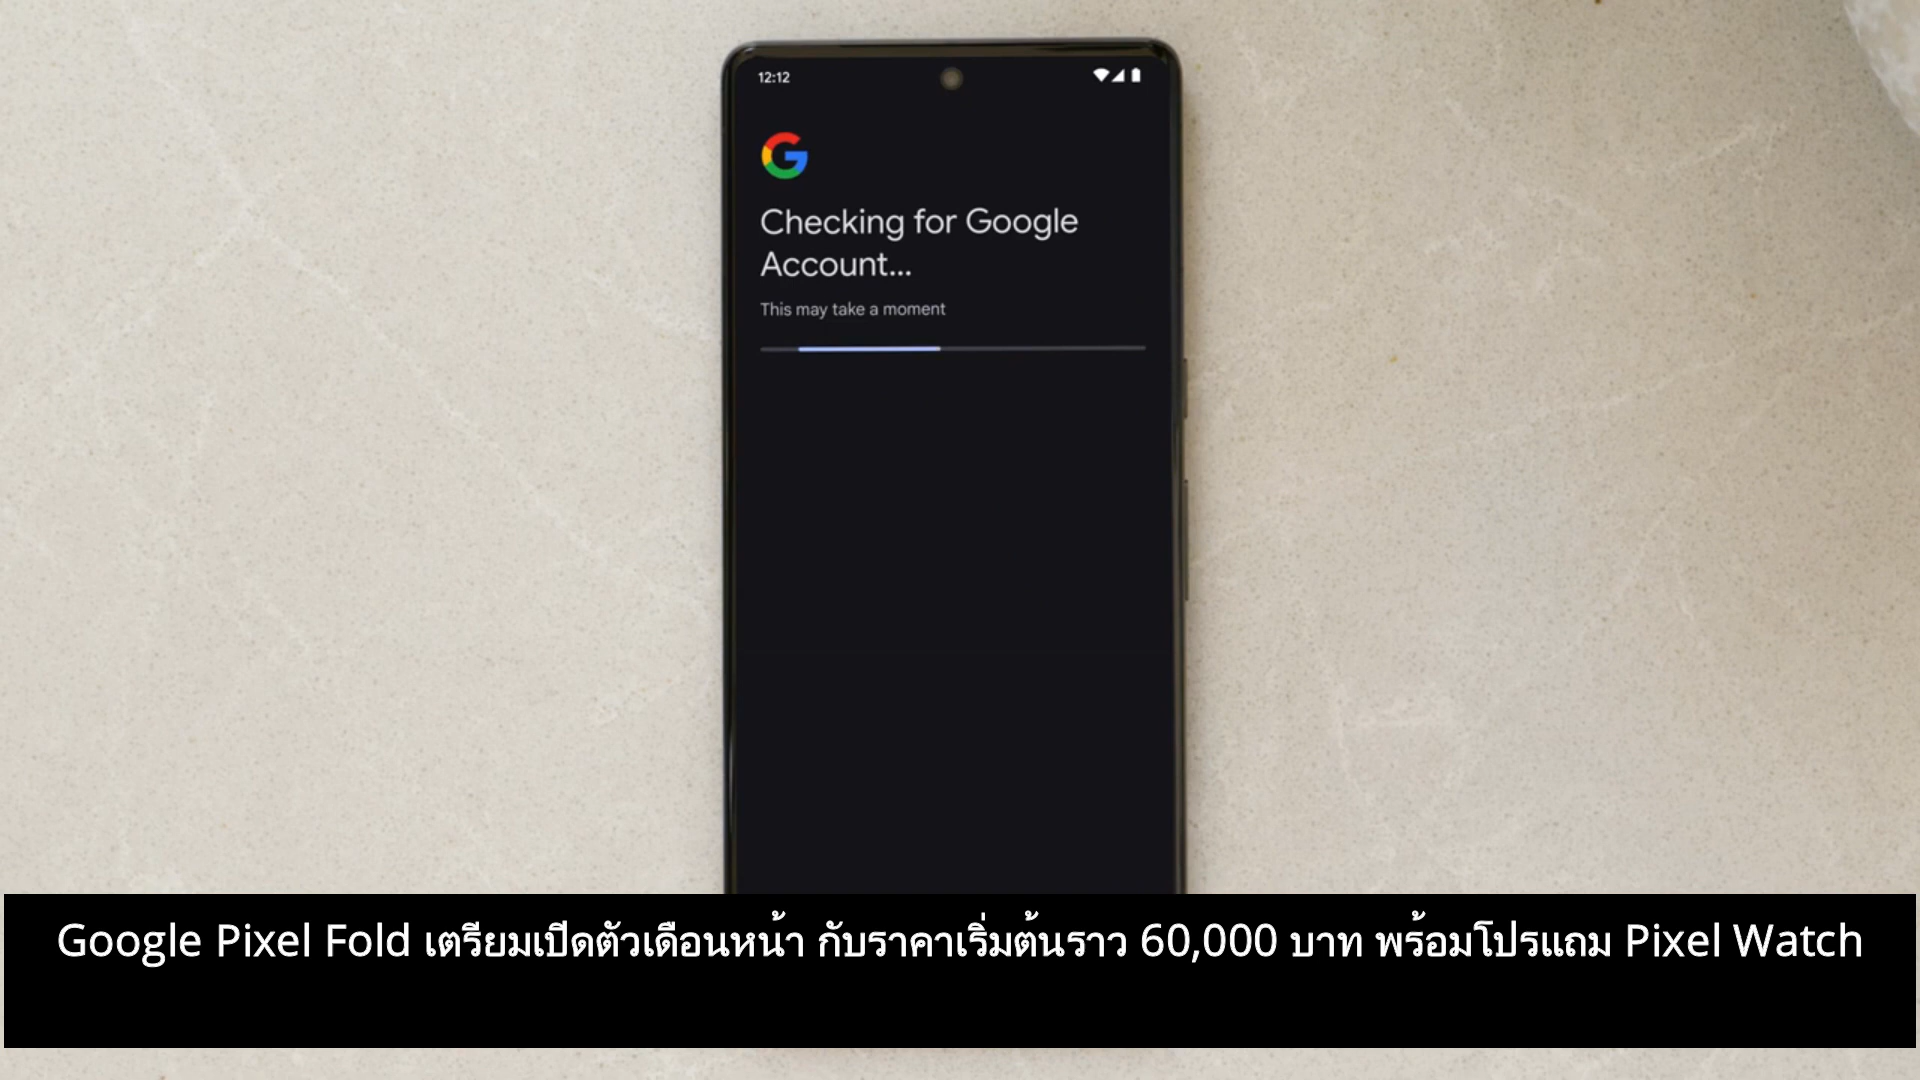 12:12
Checking for Google
Account...
This may take a moment
Google Pixel Fold เตรียมเปิดตัวเดือนหน้า กับราคาเริ่มต้นราว 60,000 บาท พร้อมโปรแถม Pixel Watch